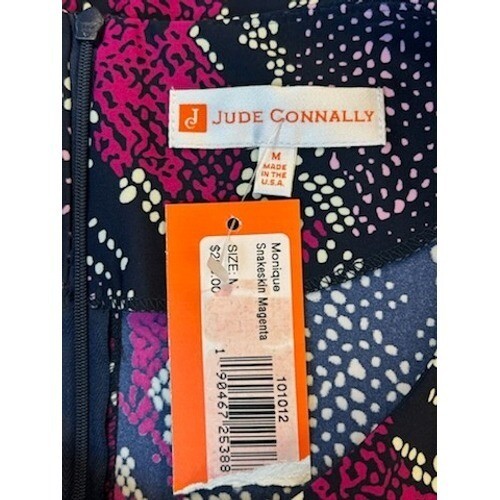 J JUDE CONNALLY
M
MADE
IN THE
U.S.A.
Monique
Snakeskin Magenta
SIZE:
101012
1 90467 25388